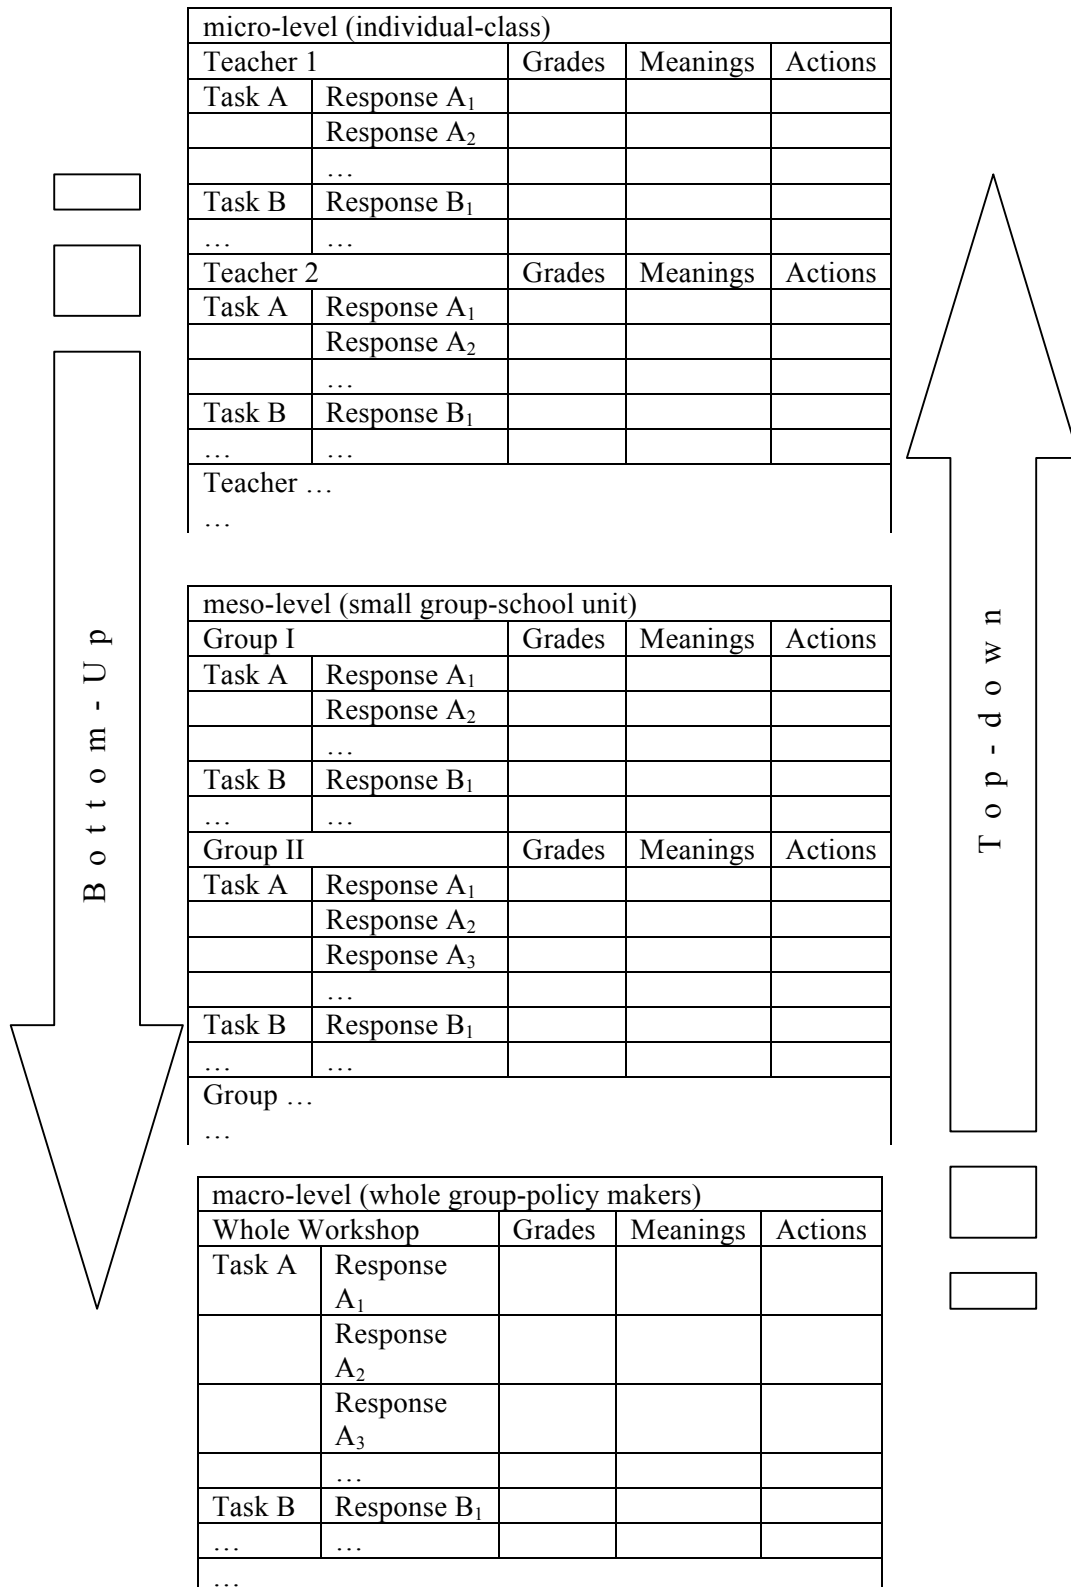 micro-level (individual-class)
Teacher 1 Grades Meanings Actions
Task A Response A₁
Response A₂
…
Task B Response B₁
… …
Teacher 2 Grades Meanings Actions
Task A Response A₁
Response A₂
…
Task B Response B₁
… …
Teacher …
…
Bottom-Up
meso-level (small group-school unit)
Group I Grades Meanings Actions
Task A Response A₁
Response A₂
…
Task B Response B₁
… …
Group II Grades Meanings Actions
Task A Response A₁
Response A₂
Response A₃
…
Task B Response B₁
… …
Group …
…
Top-down
macro-level (whole group-policy makers)
Whole Workshop Grades Meanings Actions
Task A Response
A₁
Response
A₂
Response
A₃
…
Task B Response B₁
… …
…